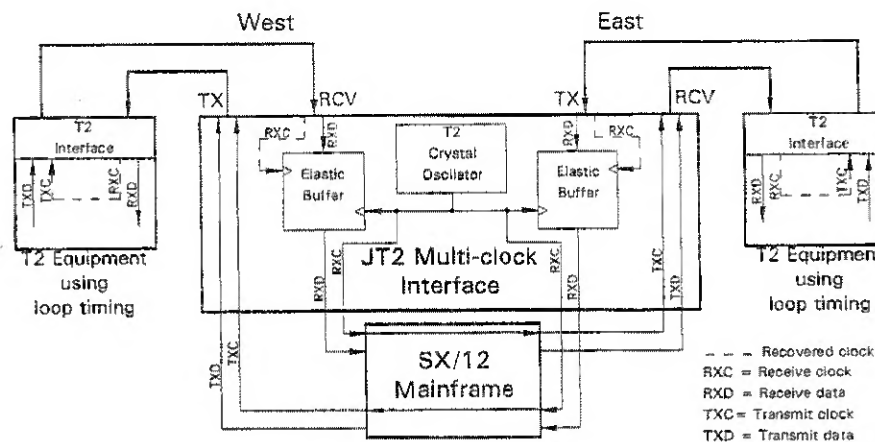 West
East
TX
RCV
TX
RCV
T2
Interface
TXD
TXC
RXC
RXD
T2 Equipment
using
loop timing
RXC
RXD
Elastic
Buffer
T2
Crystal
Oscillator
RXD
RXC
Elastic
Buffer
T2
Interface
RXD
RXC
TXC
TXD
T2 Equipment
using
loop timing
JT2 Multi-clock
Interface
RXD
RXC
RXC
RXD
TXC
TXD
TXD
TXC
SX/12
Mainframe
Recovered clock
RXC = Receive clock
RXD = Receive data
TXC = Transmit clock
TXD = Transmit data